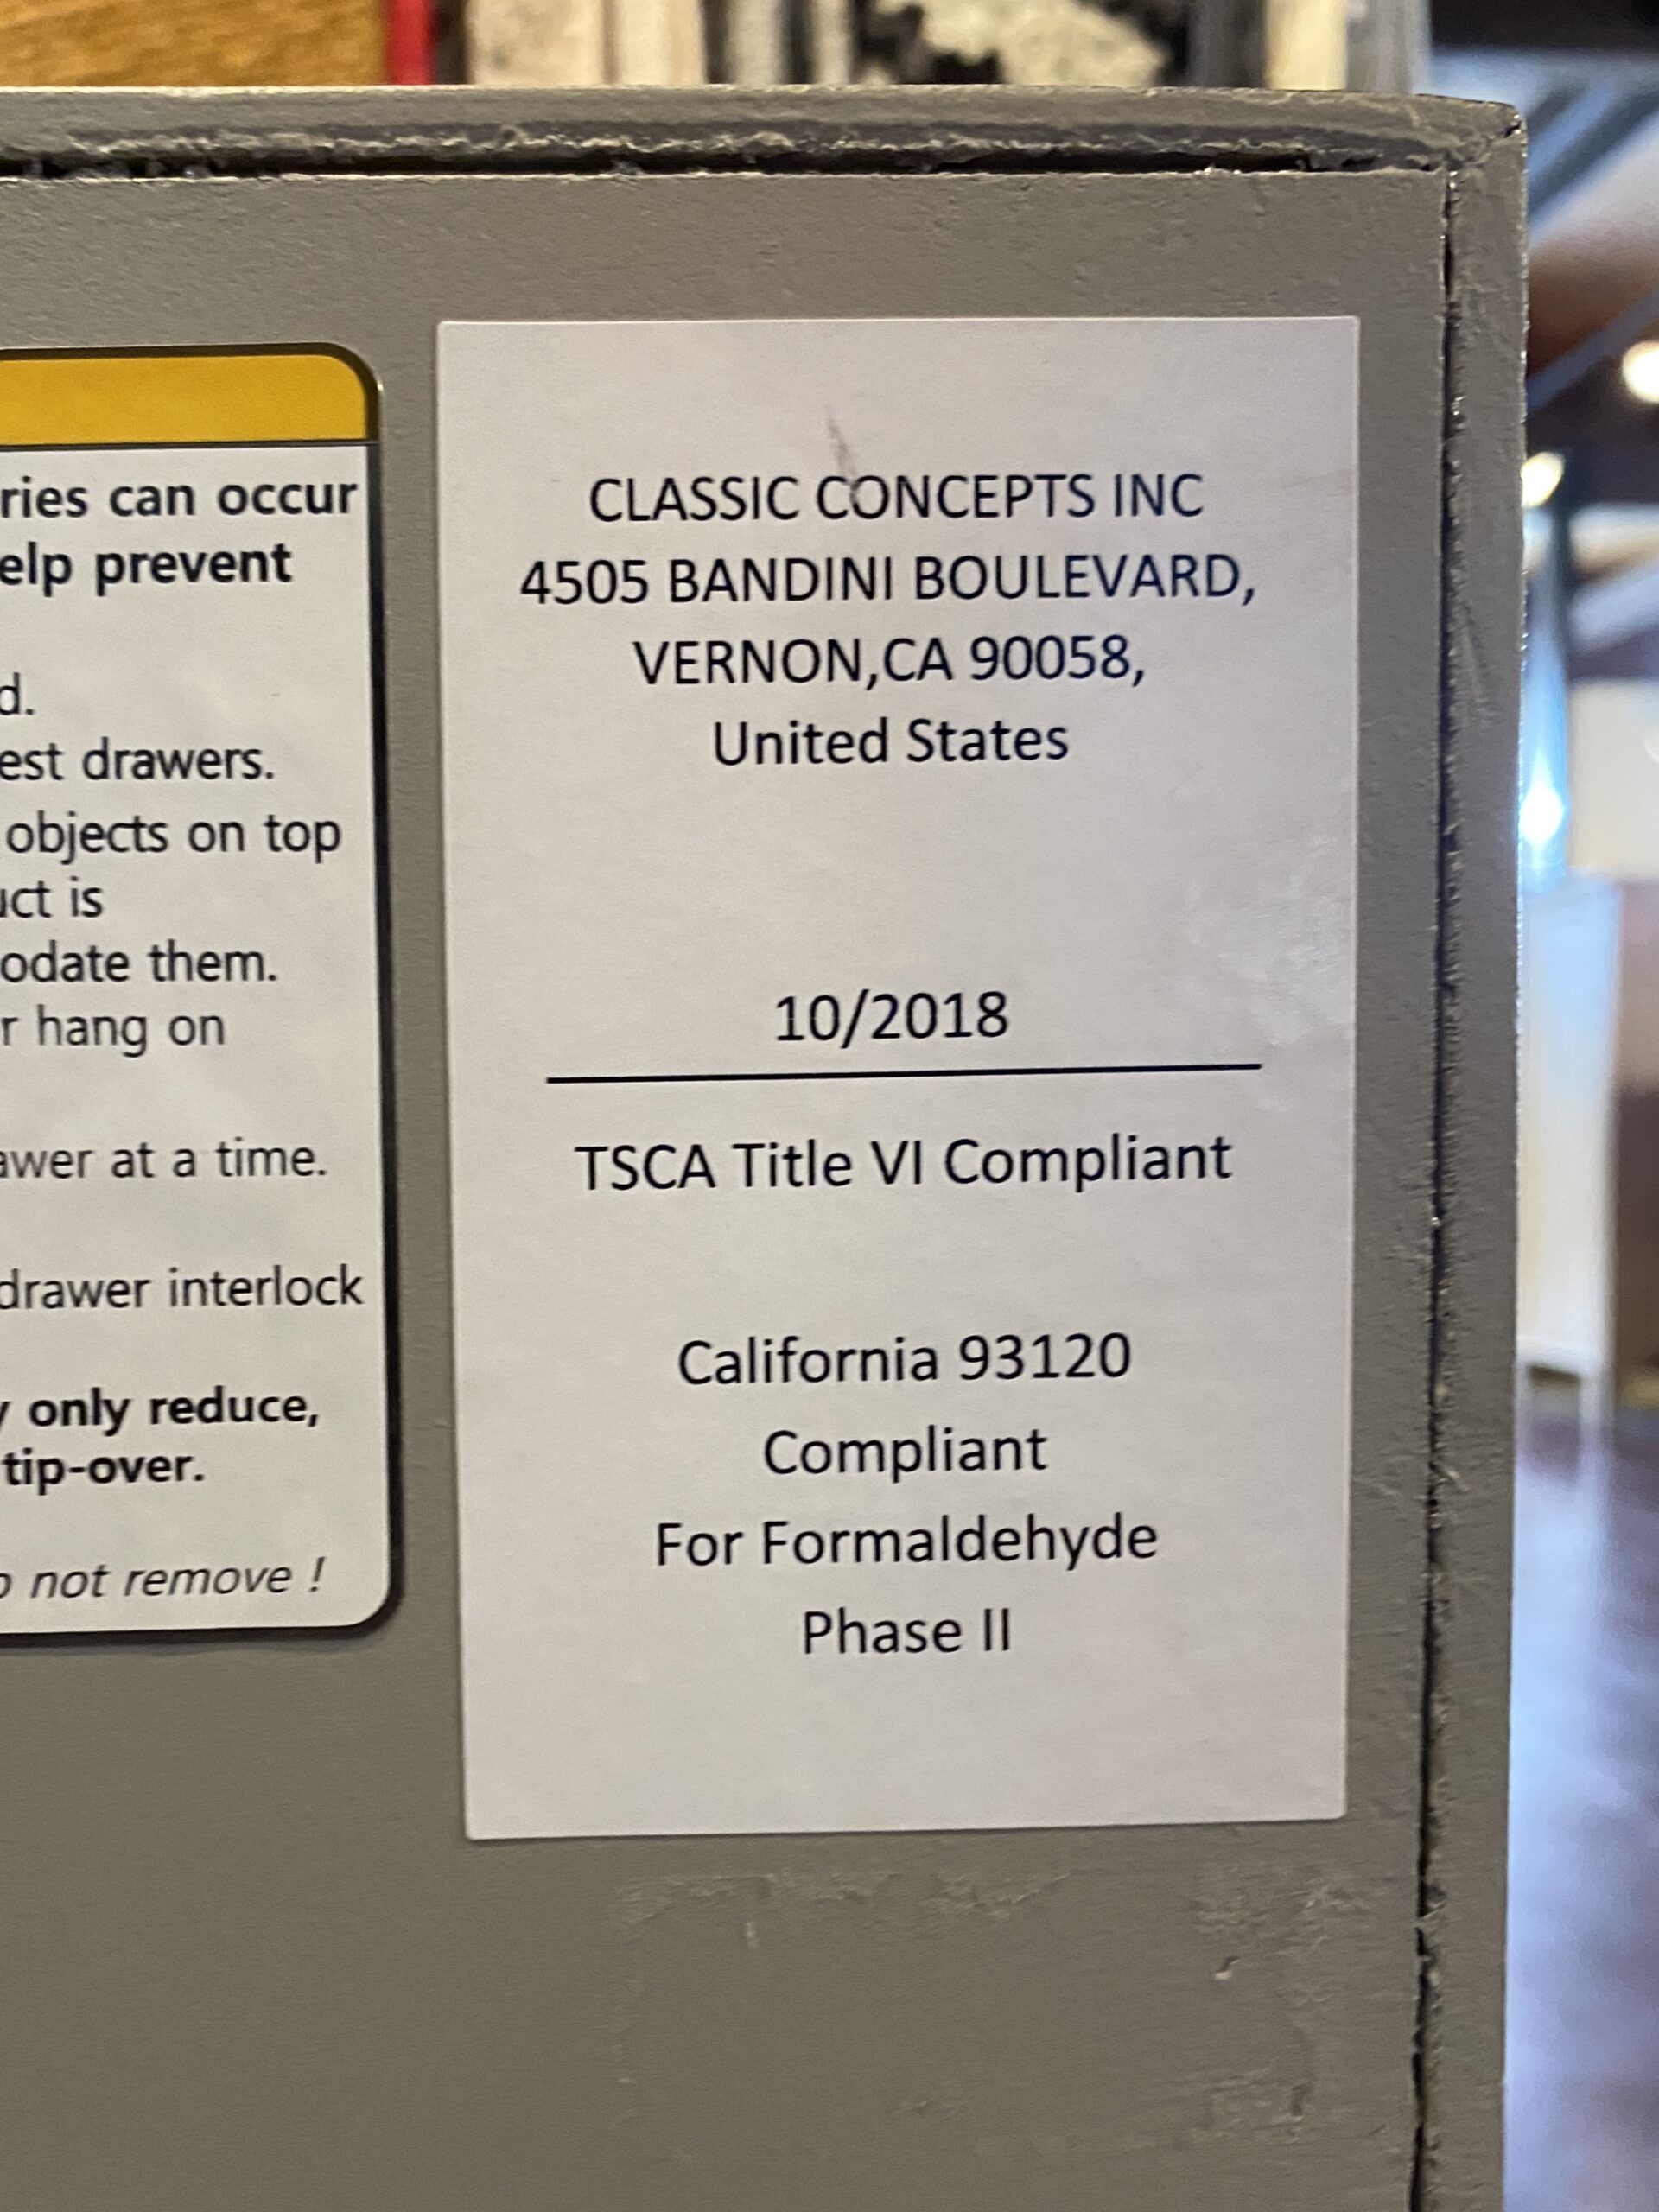 ries can occur
elp prevent
d.
est drawers.
objects on top
uct is
odate them.
r hang on
awer at a time.
drawer interlock
y only reduce,
tip-over.
o not remove !
CLASSIC CONCEPTS INC
4505 BANDINI BOULEVARD,
VERNON,CA 90058,
United States
10/2018
TSCA Title VI Compliant
California 93120
Compliant
For Formaldehyde
Phase II